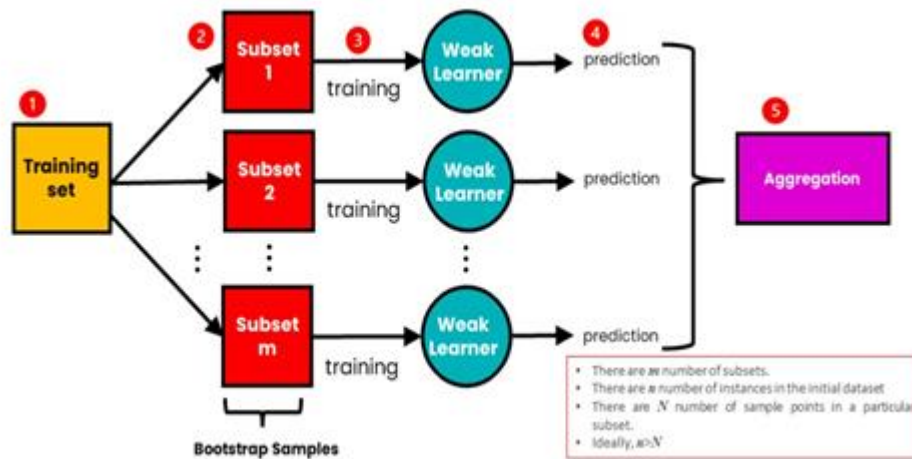 1
Training
set
2
Subset
1
3
training
Weak
Learner
4
prediction
Subset
2
training
Weak
Learner
prediction
Subset
m
training
Weak
Learner
prediction
5
Aggregation
Bootstrap Samples
• There are m number of subsets.
• There are n number of instances in the initial dataset
• There are N number of sample points in a particular
subset.
• Ideally, n>N